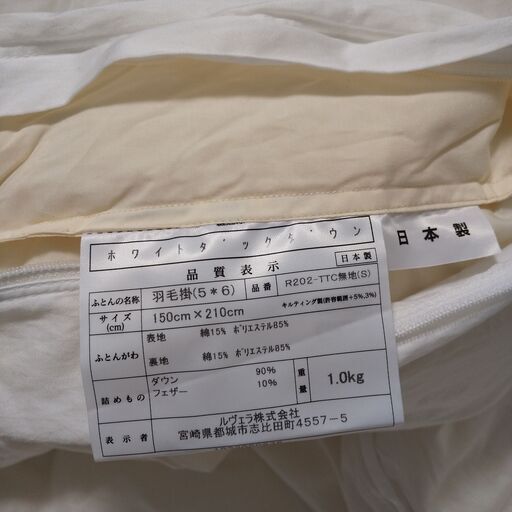 ホワイトダックダウン
日本製
品質表示
日本製
ふとんの名称 羽毛掛(5*6) 品番 R202-TTC無地(S)
サイズ(cm) 150cm×210cm キルティング製(許容範囲+5%,3%)
ふとんがわ 表地 綿15% ポリエステル85%
裏地 綿15% ポリエステル85%
詰めもの ダウン 90% 重量 1.0kg
フェザー 10%
表示者 ルヴェラ株式会社
宮崎県都城市志比田町4557-5